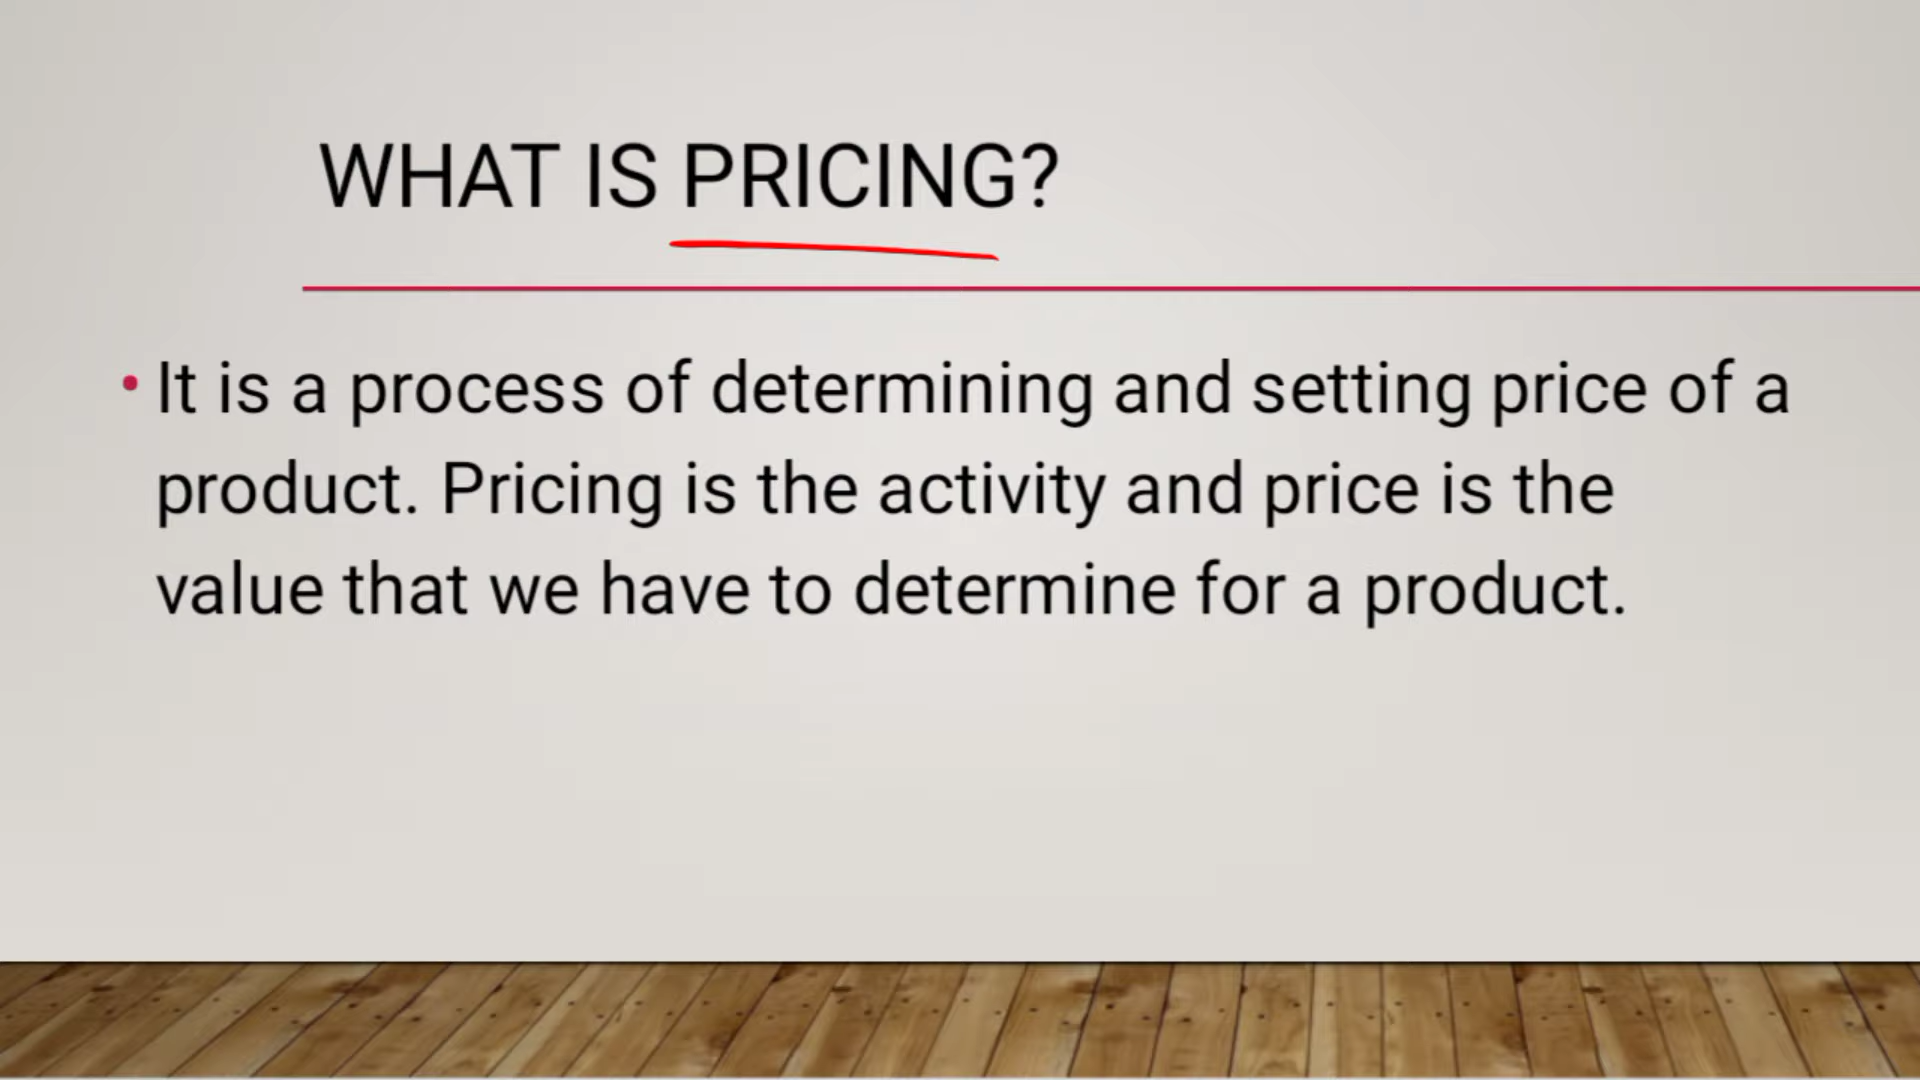 WHAT IS PRICING?
• It is a process of determining and setting price of a
product. Pricing is the activity and price is the
value that we have to determine for a product.